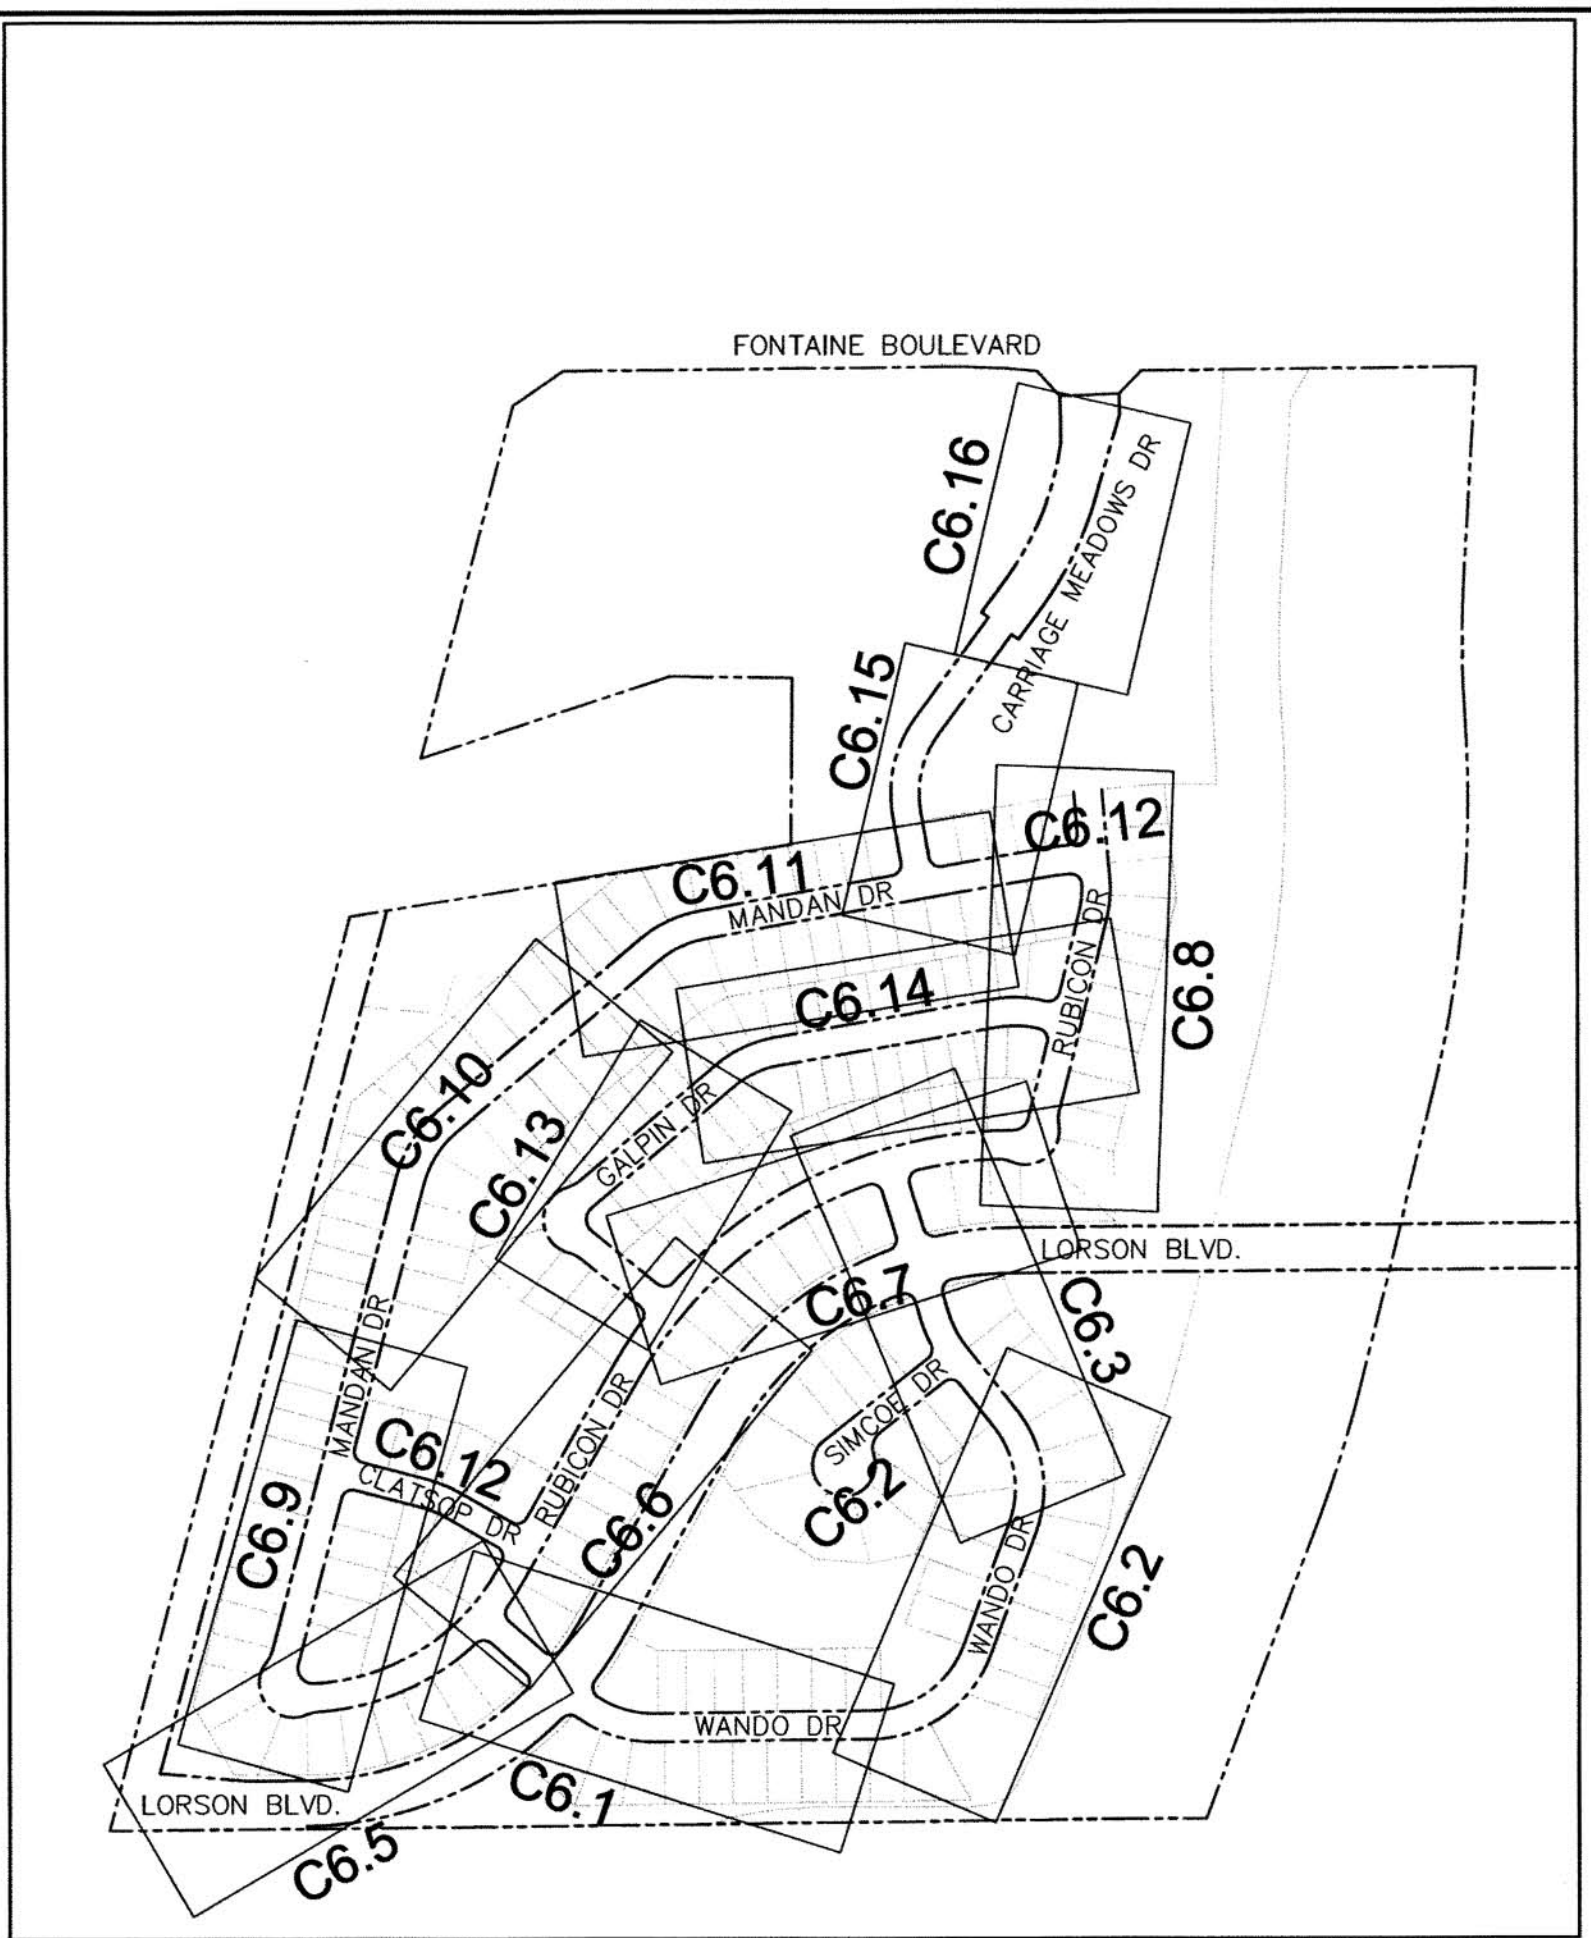 FONTAINE BOULEVARD
C6.16
CARRIAGE MEADOWS DR
C6.15
C6.12
C6.11
MANDAN DR
RUBICON DR
C6.8
C6.14
C6.10
C6.13
GALPIN DR
LORSON BLVD.
C6.7
C6.3
MANDAN DR
SIMCOE DR
RUBICON DR
C6.12
CLATSOP DR
C6.2
C6.6
C6.9
WANDO DR
C6.2
WANDO DR
C6.1
LORSON BLVD.
C6.5